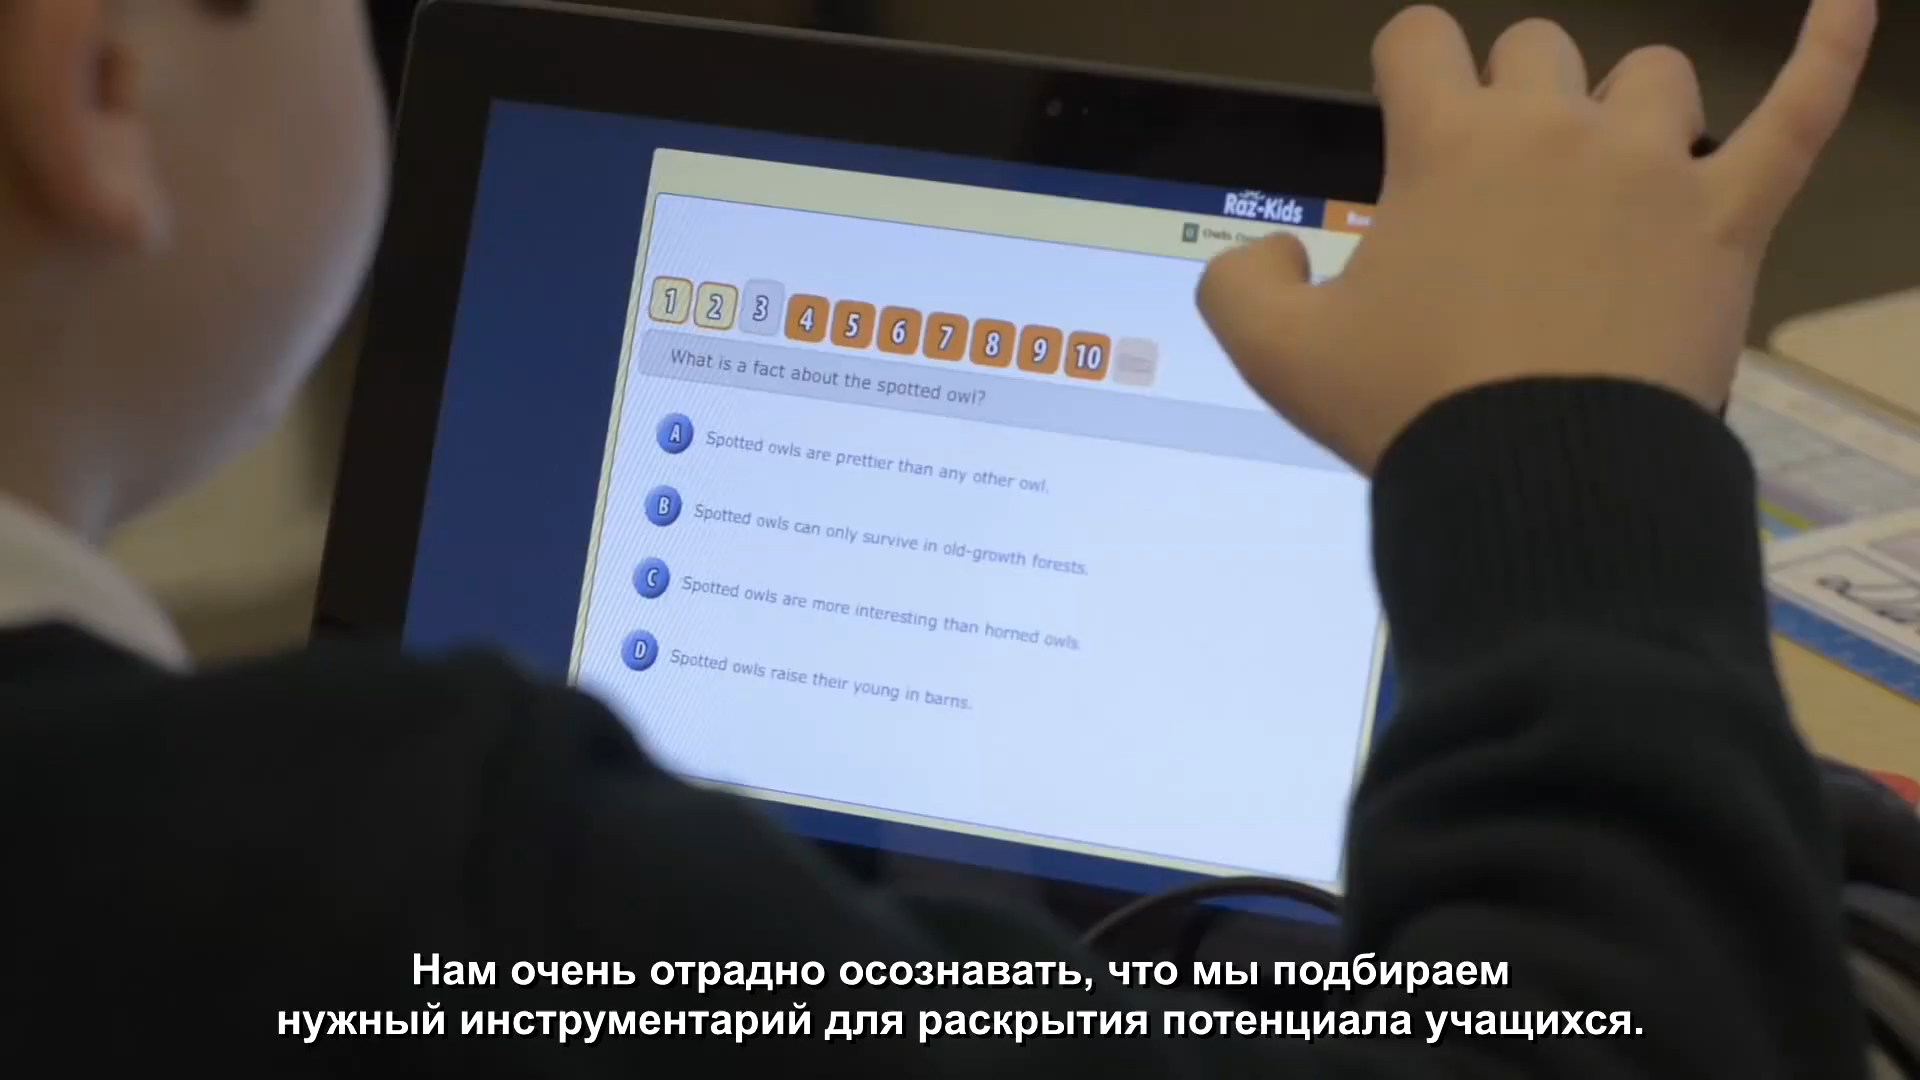 Raz-Kids
1 2 3 4 5 6 7 8 9 10
What is a fact about the spotted owl?
A Spotted owls are prettier than any other owl.
B Spotted owls can only survive in old-growth forests.
C Spotted owls are more interesting than horned owls.
D Spotted owls raise their young in barns.
Нам очень отрадно осознавать, что мы подбираем
нужный инструментарий для раскрытия потенциала учащихся.